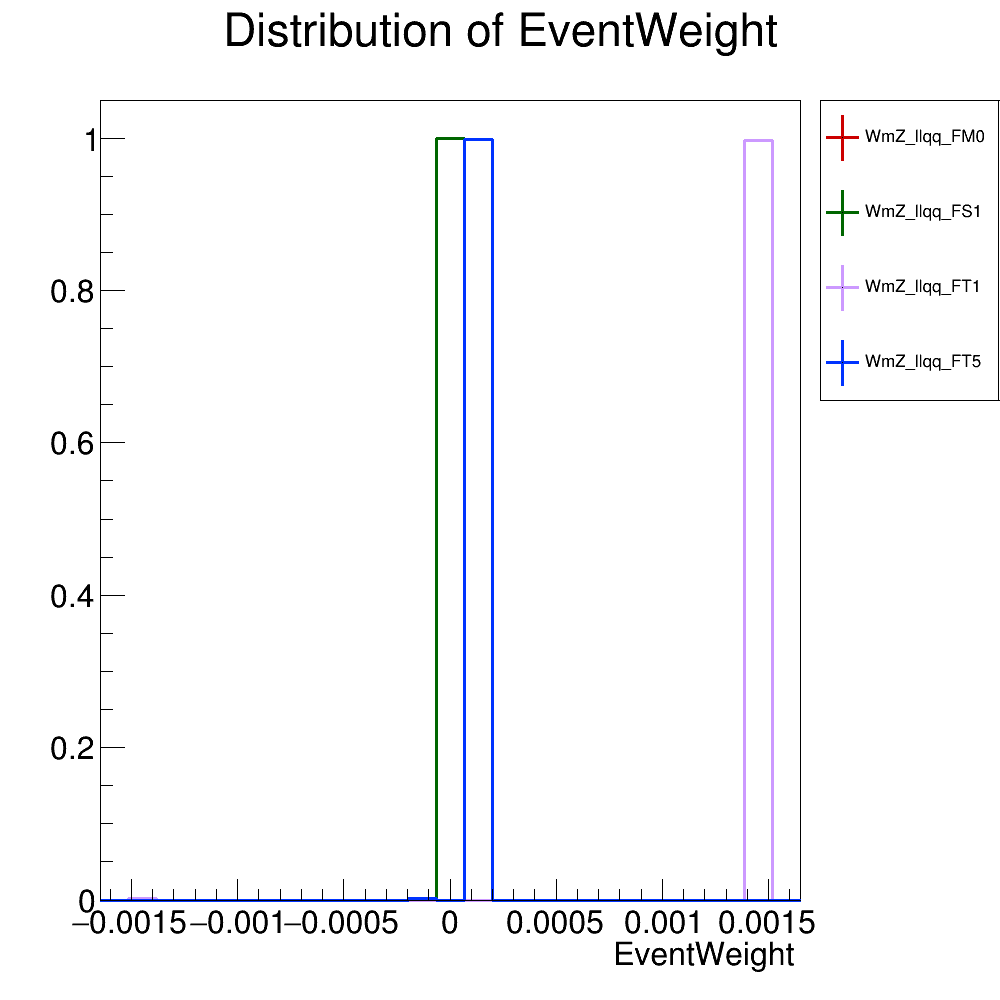 Distribution of EventWeight
1
0.8
0.6
0.4
0.2
0
−0.0015 −0.001 −0.0005 0 0.0005 0.001 0.0015
EventWeight
WmZ_llqq_FM0
WmZ_llqq_FS1
WmZ_llqq_FT1
WmZ_llqq_FT5